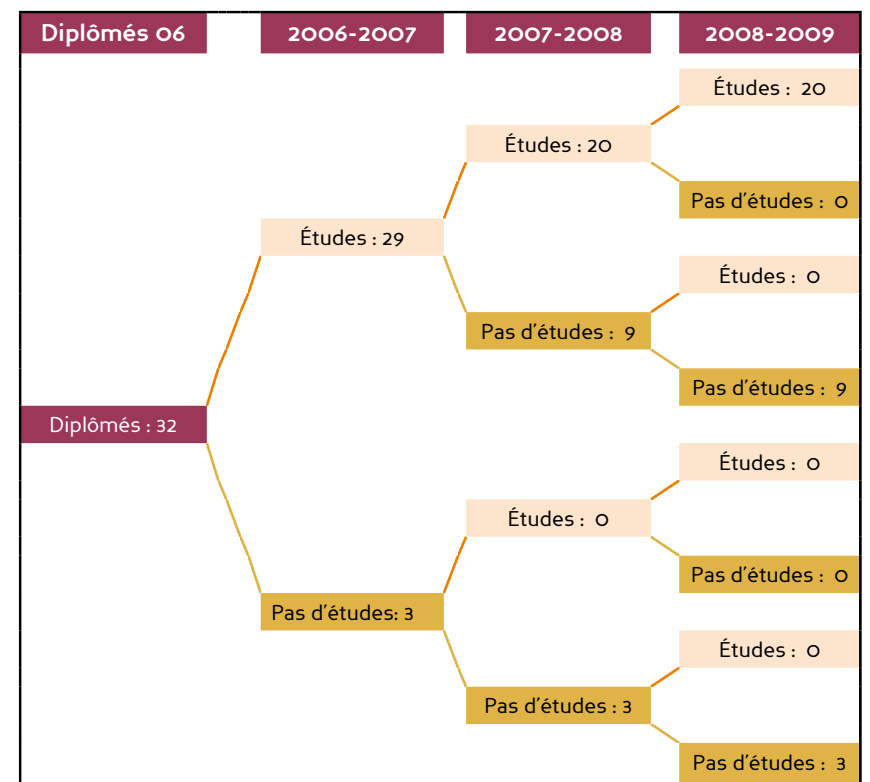 Diplômés 06 2006-2007 2007-2008 2008-2009
Études : 20
Études : 20
Pas d'études : 0
Études : 29
Études : 0
Pas d'études : 9
Pas d'études : 9
Diplômés : 32
Études : 0
Études : 0
Pas d'études : 0
Pas d'études: 3
Études : 0
Pas d'études : 3
Pas d'études : 3